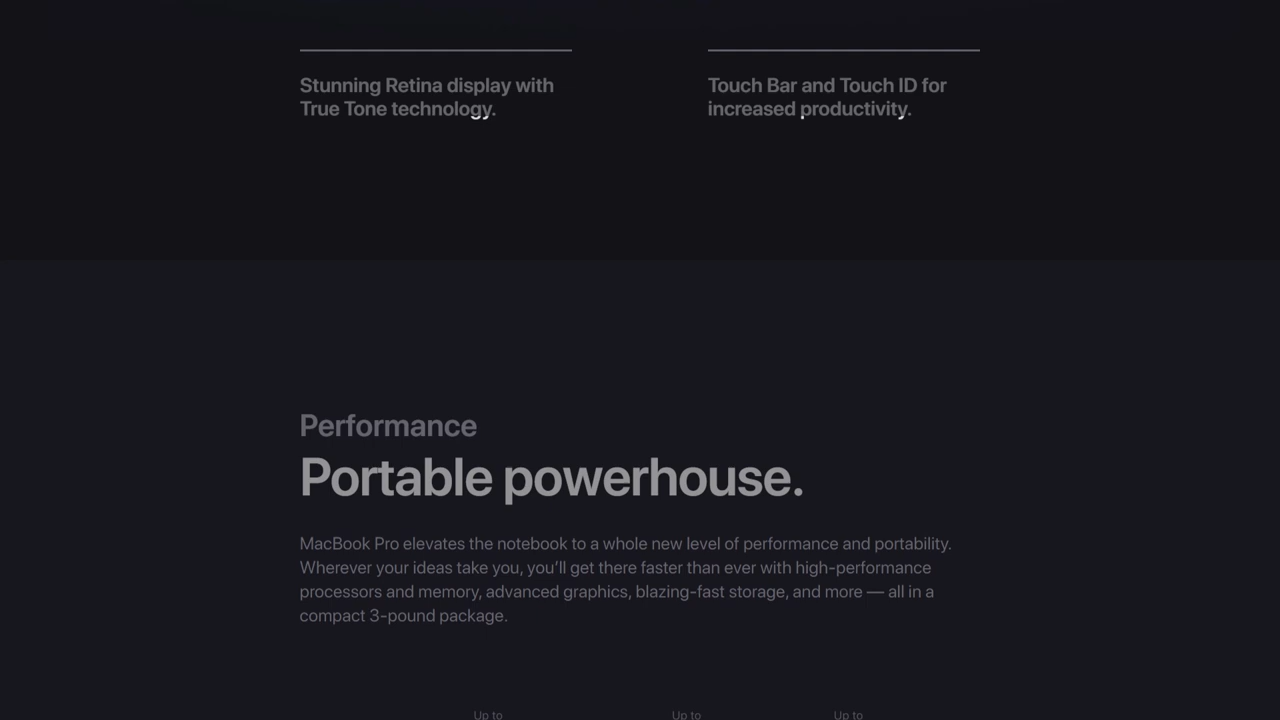 Stunning Retina display with
True Tone technology.
Touch Bar and Touch ID for
increased productivity.
Performance
Portable powerhouse.
MacBook Pro elevates the notebook to a whole new level of performance and portability.
Wherever your ideas take you, you’ll get there faster than ever with high-performance
processors and memory, advanced graphics, blazing-fast storage, and more — all in a
compact 3-pound package.
Up to
Up to
Up to